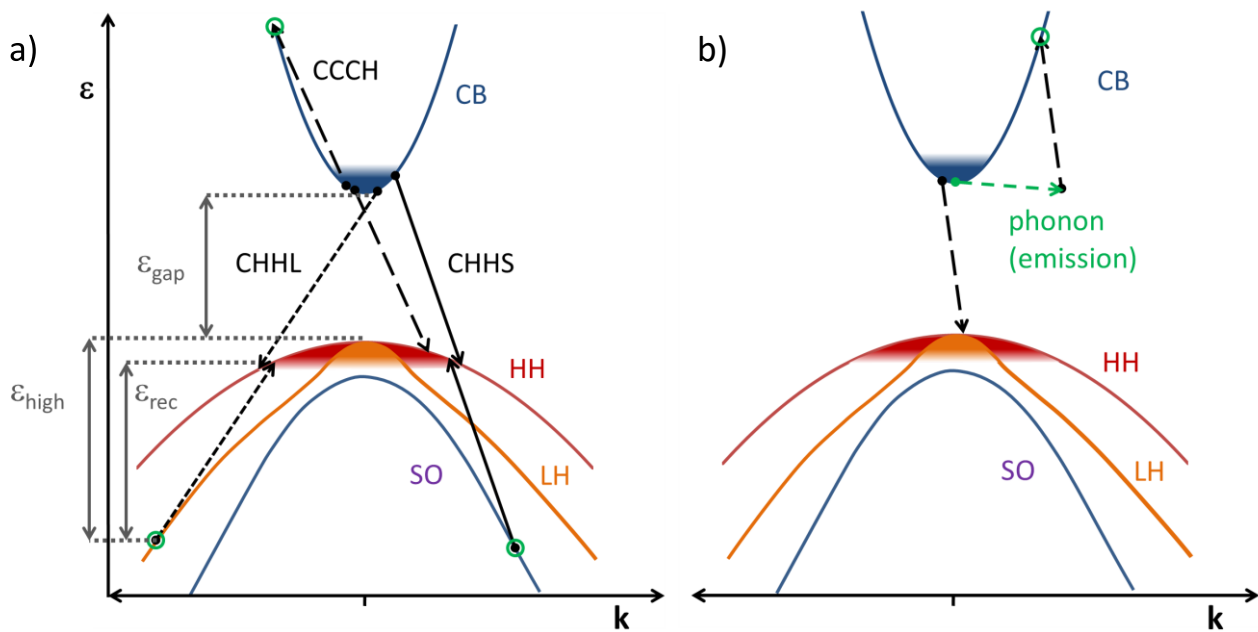 a)
ε
CCCH
CB
ε_gap
CHHL
CHHS
ε_high
ε_rec
HH
SO
LH
k
b)
CB
phonon
(emission)
HH
SO
LH
k